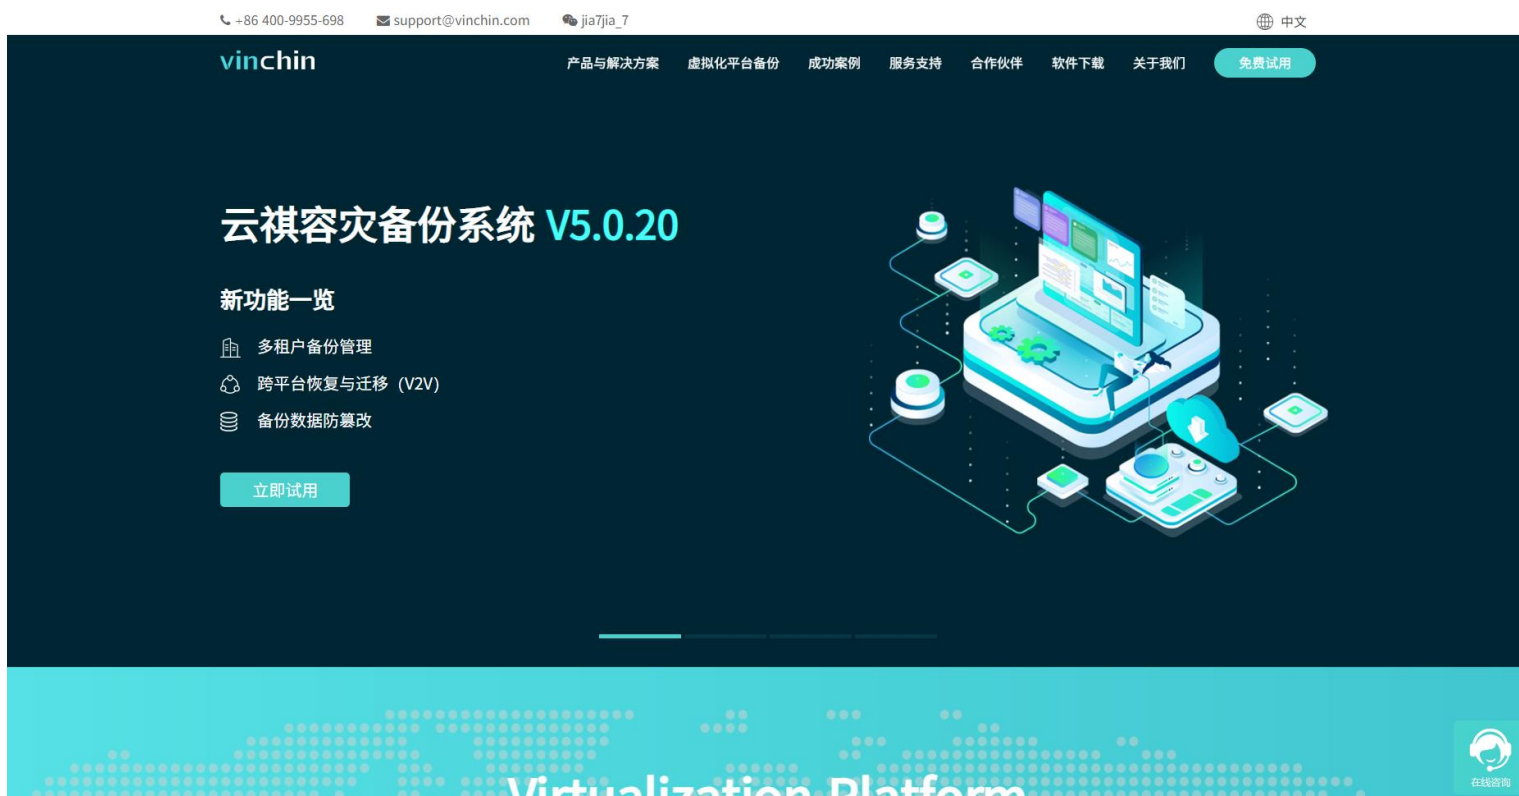 +86 400-9955-698 support@vinchin.com jia7jia_7 中文
vinchin 产品与解决方案 虚拟化平台备份 成功案例 服务支持 合作伙伴 软件下载 关于我们 免费试用
云祺容灾备份系统 V5.0.20
新功能一览
多租户备份管理
跨平台恢复与迁移 (V2V)
备份数据防篡改
立即试用
Virtualization Platform
在线咨询